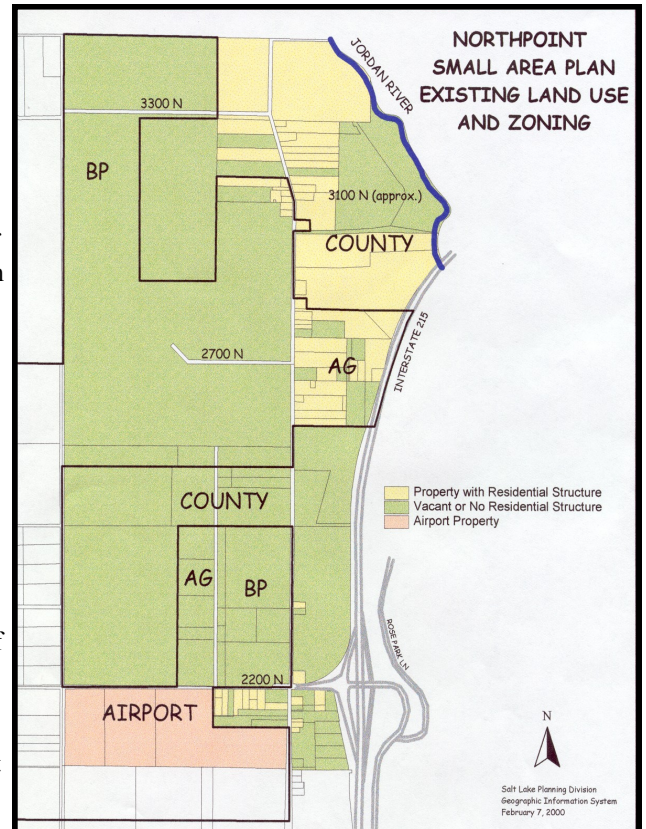 NORTHPOINT
SMALL AREA PLAN
EXISTING LAND USE
AND ZONING
JORDAN RIVER
3300 N
BP
3100 N (approx.)
COUNTY
2700 N
AG
INTERSTATE 215
Property with Residential Structure
Vacant or No Residential Structure
Airport Property
COUNTY
AG
BP
ROSE PARK LN
2200 N
AIRPORT
N
Salt Lake Planning Division
Geographic Information System
February 7, 2000